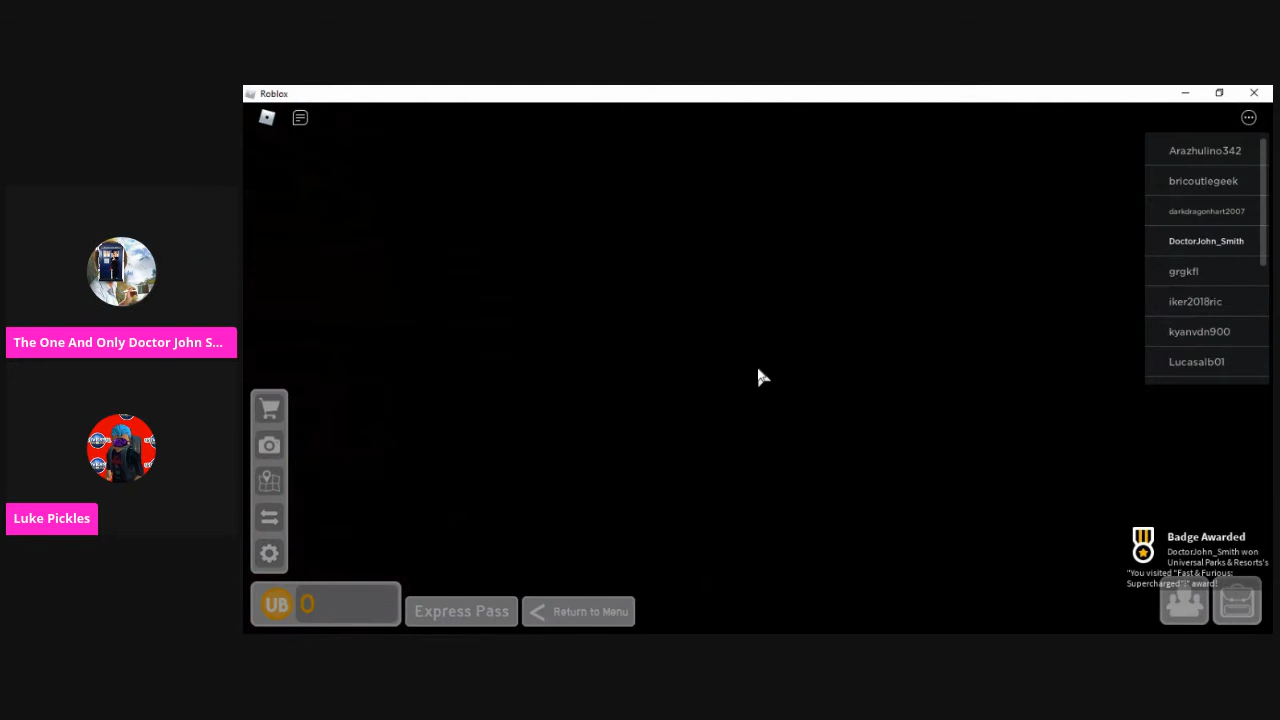 Roblox
Arazhulino342
bricoutlegeek
darkdragonhart2007
DoctorJohn_Smith
grgkfl
iker2018ric
kyanvdn900
Lucasalb01
The One And Only Doctor John S...
Luke Pickles
Badge Awarded
DoctorJohn_Smith won
Universal Parks & Resorts's
"You visited "Fast & Furious:
Supercharged"!" award!
UB 0
Express Pass
Return to Menu